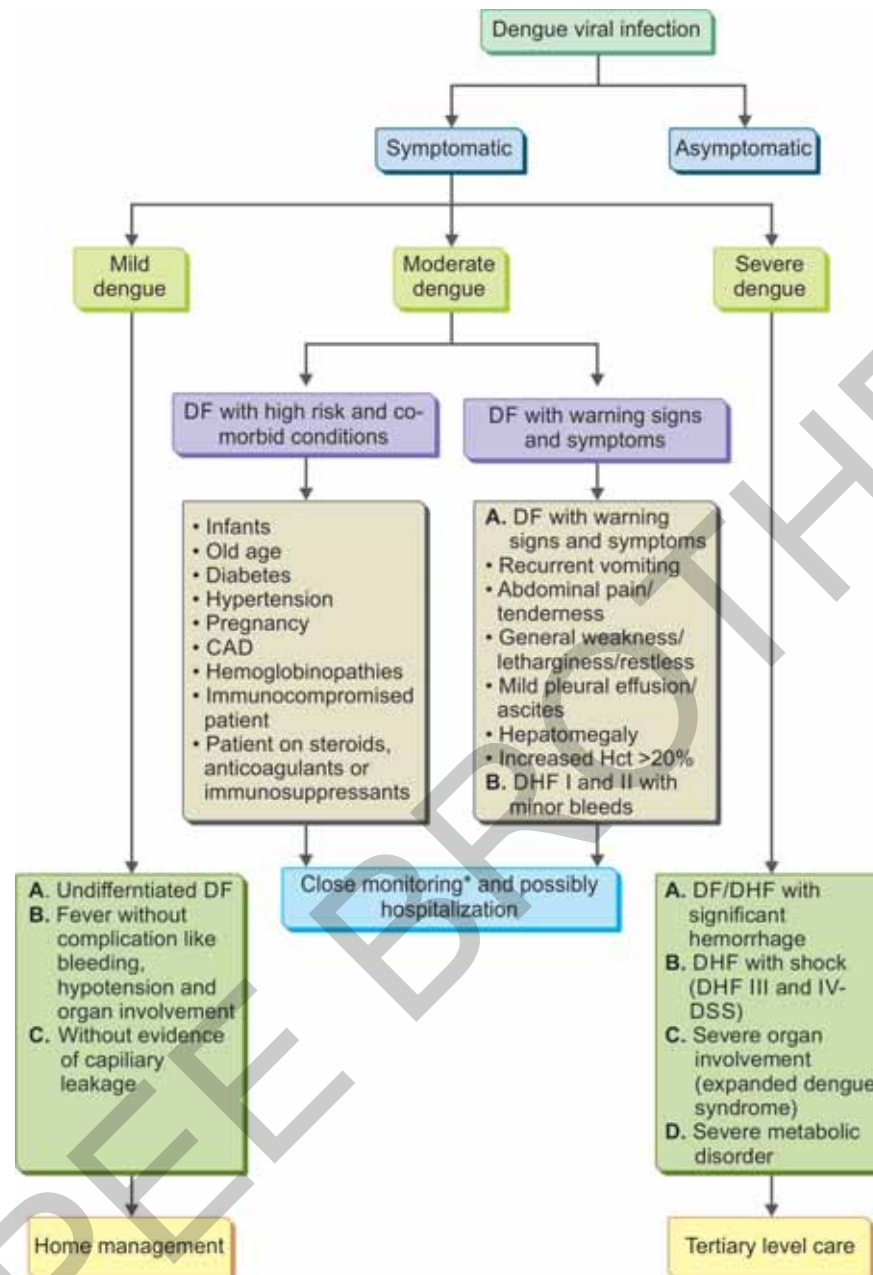 Dengue viral infection
Symptomatic
Asymptomatic
Mild
dengue
Moderate
dengue
Severe
dengue
DF with high risk and co-
morbid conditions
DF with warning signs
and symptoms
• Infants
• Old age
• Diabetes
• Hypertension
• Pregnancy
• CAD
• Hemoglobinopathies
• Immunocompromised
patient
• Patient on steroids,
anticoagulants or
immunosuppressants
A. DF with warning
signs and symptoms
• Recurrent vomiting
• Abdominal pain/
tenderness
• General weakness/
letharginess/restless
• Mild pleural effusion/
ascites
• Hepatomegaly
• Increased Hct >20%
B. DHF I and II with
minor bleeds
Close monitoring* and possibly
hospitalization
A. Undifferntiated DF
B. Fever without
complication like
bleeding,
hypotension and
organ involvement
C. Without evidence
of capiliary
leakage
A. DF/DHF with
significant
hemorrhage
B. DHF with shock
(DHF III and IV-
DSS)
C. Severe organ
involvement
(expanded dengue
syndrome)
D. Severe metabolic
disorder
Home management
Tertiary level care
PEE BROTHE